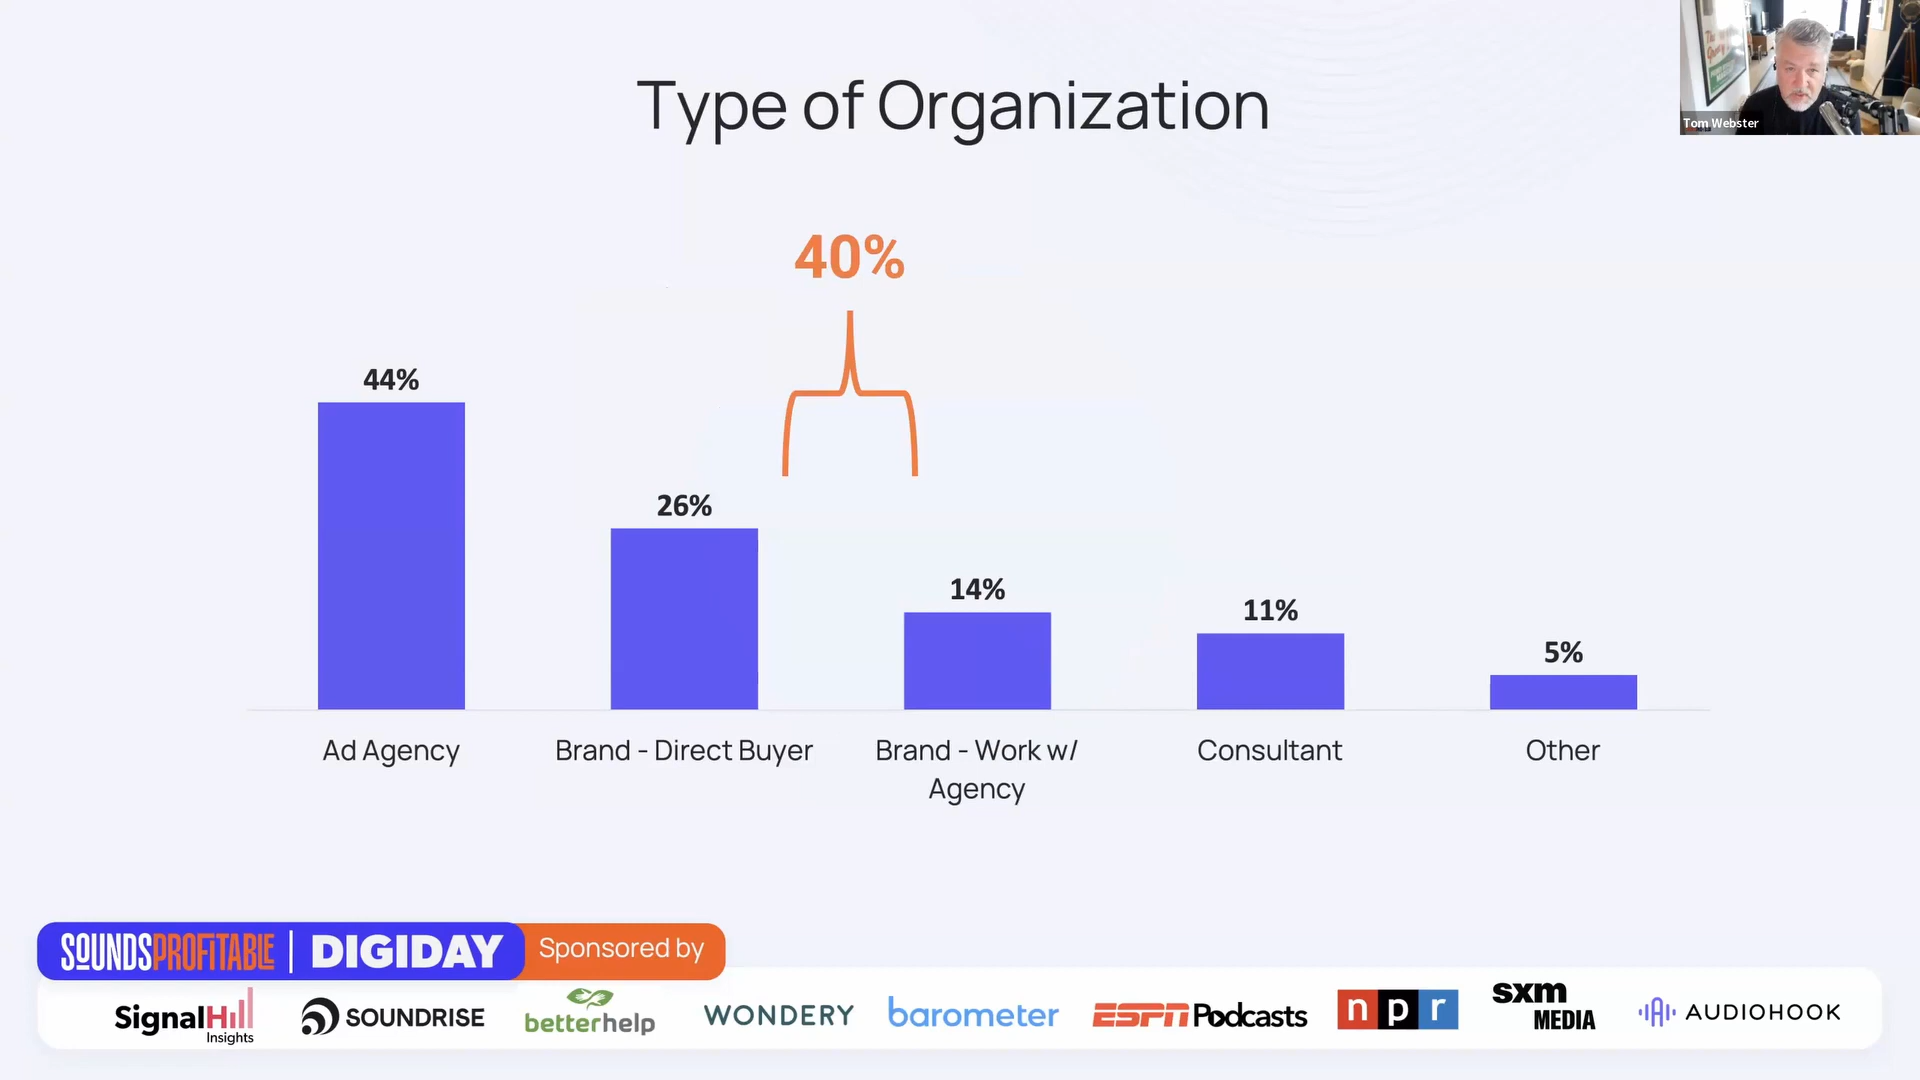 Type of Organization
Tom Webster
40%
44%
26%
14%
11%
5%
Ad Agency
Brand - Direct Buyer
Brand - Work w/
Agency
Consultant
Other
SOUNDSPROFITABLE | DIGIDAY
Sponsored by
SignalHill
Insights
SOUNDRISE
betterhelp
WONDERY
barometer
ESPN Podcasts
npr
sxm
MEDIA
AUDIOHOOK